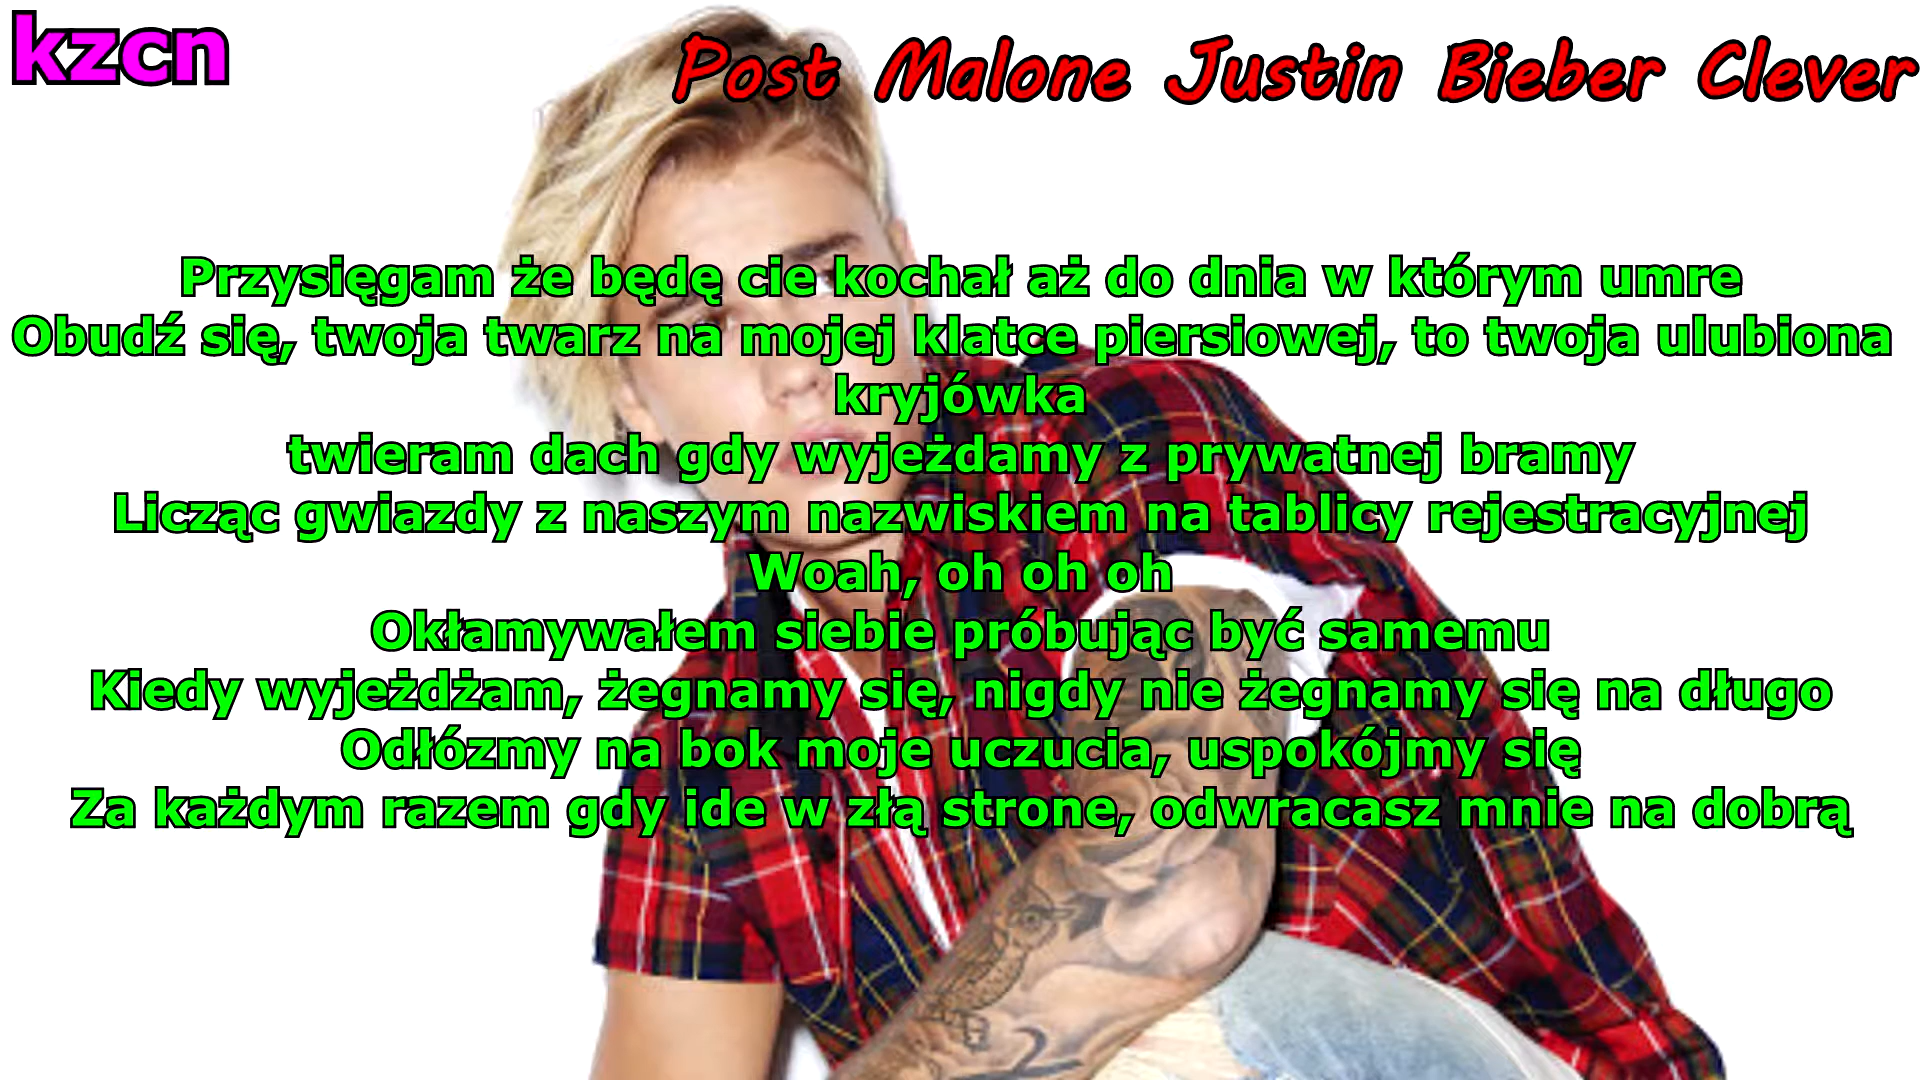 kzcn
Post Malone Justin Bieber Clever
Przysięgam że będę cie kochał aż do dnia w którym umre
Obudź się, twoja twarz na mojej klatce piersiowej, to twoja ulubiona
kryjówka
twieram dach gdy wyjeżdamy z prywatnej bramy
Licząc gwiazdy z naszym nazwiskiem na tablicy rejestracyjnej
Woah, oh oh oh
Okłamywałem siebie próbując być samemu
Kiedy wyjeżdżam, żegnamy się, nigdy nie żegnamy się na długo
Odłózmy na bok moje uczucia, uspokójmy się
Za każdym razem gdy ide w złą strone, odwracasz mnie na dobrą